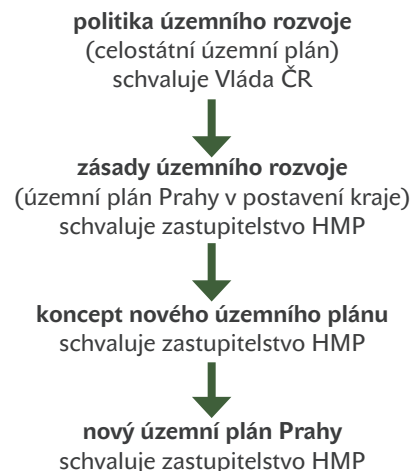 politika územního rozvoje
(celostátní územní plán)
schvaluje Vláda ČR
zásady územního rozvoje
(územní plán Prahy v postavení kraje)
schvaluje zastupitelstvo HMP
koncept nového územního plánu
schvaluje zastupitelstvo HMP
nový územní plán Prahy
schvaluje zastupitelstvo HMP